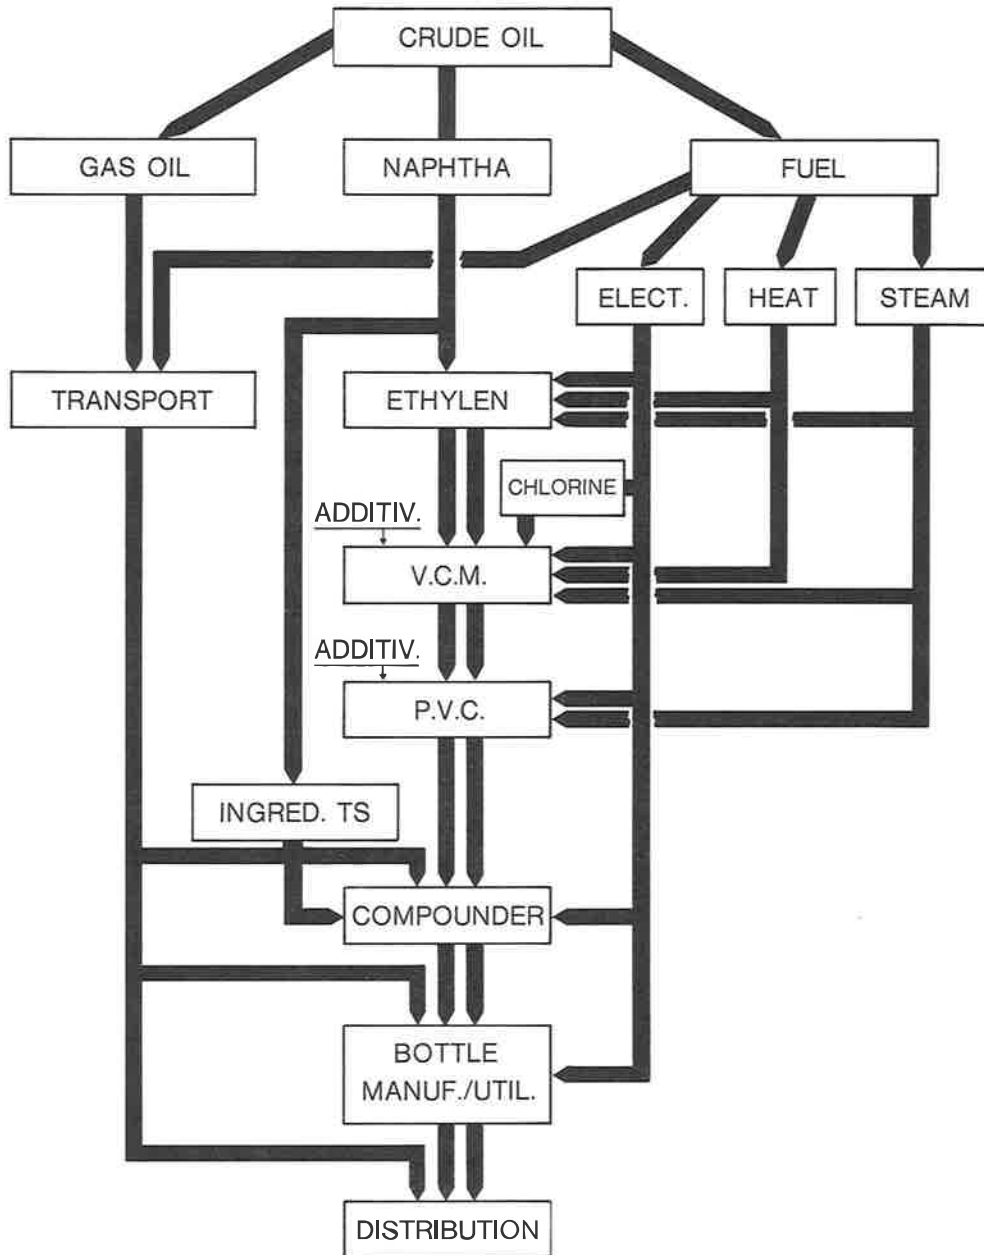 CRUDE OIL
GAS OIL
NAPHTHA
FUEL
ELECT.
HEAT
STEAM
TRANSPORT
ETHYLEN
CHLORINE
ADDITIV.
V.C.M.
ADDITIV.
P.V.C.
INGRED. TS
COMPOUNDER
BOTTLE
MANUF./UTIL.
DISTRIBUTION